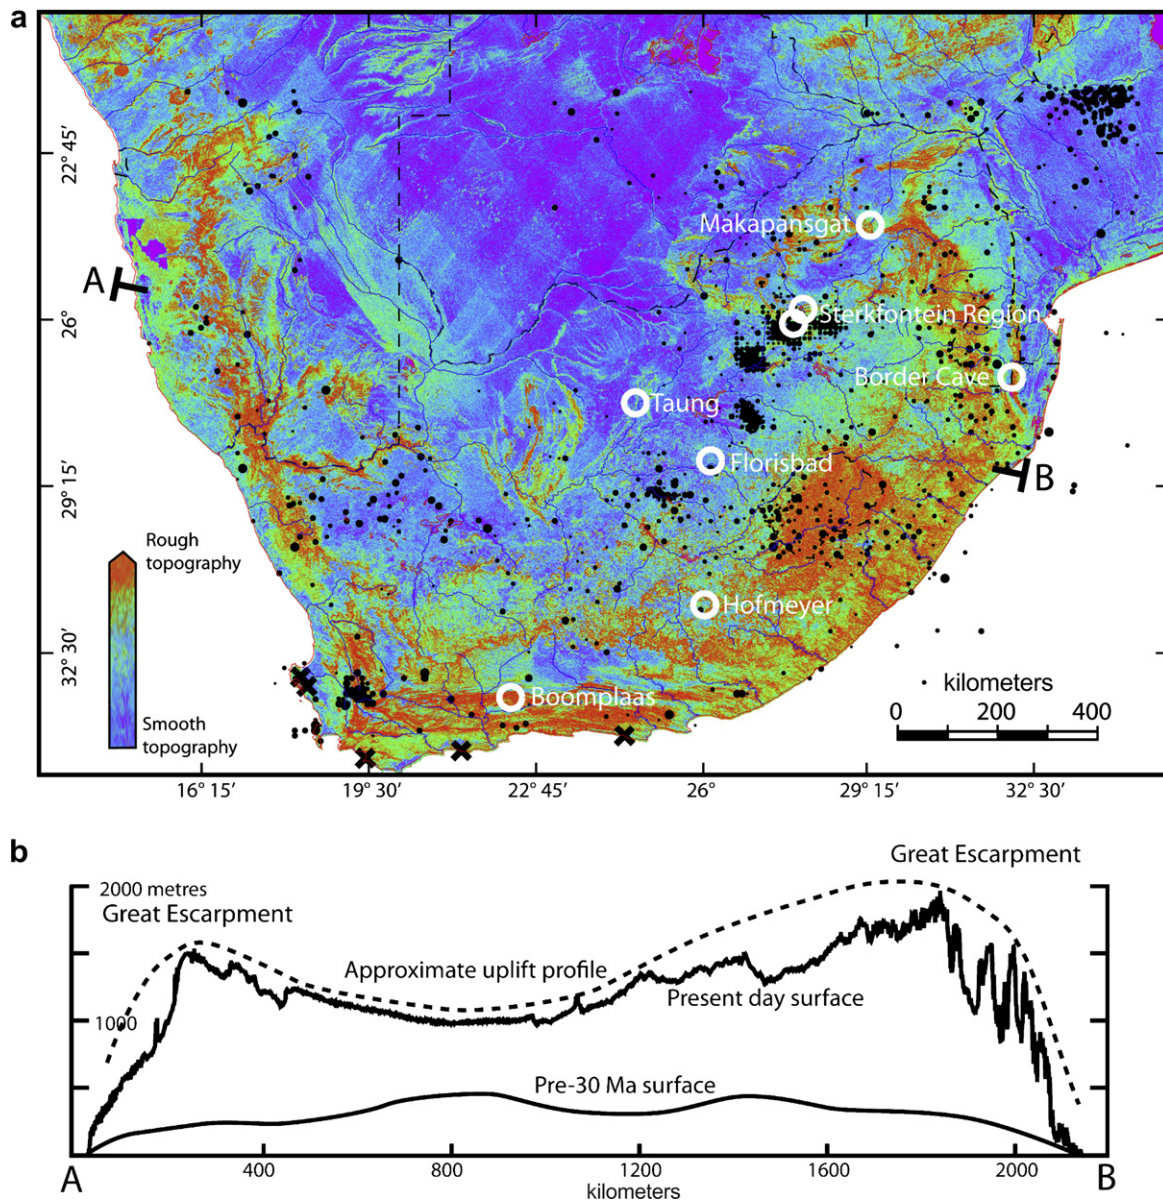 a
22° 45′
26°
29° 15′
32° 30′
A
B
Makapansgat
Sterkfontein Region
Border Cave
Taung
Florisbad
Hofmeyer
Boomplaas
Rough
topography
Smooth
topography
kilometers
0 200 400
16° 15′ 19° 30′ 22° 45′ 26° 29° 15′ 32° 30′
b
Great Escarpment
2000 metres
Great Escarpment
Approximate uplift profile
Present day surface
1000
Pre-30 Ma surface
A 400 800 1200 1600 2000 B
kilometers